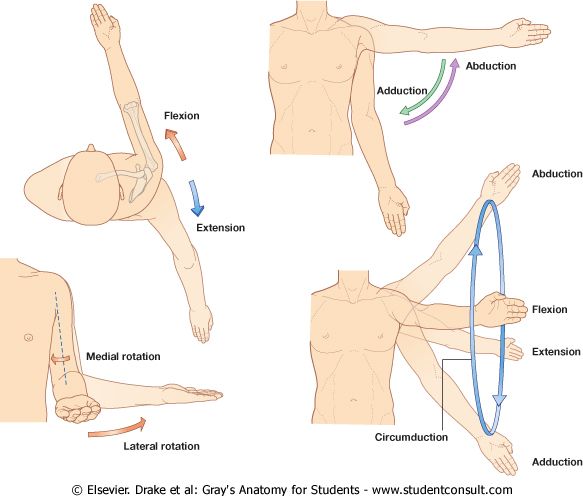 Flexion
Extension
Abduction
Adduction
Medial rotation
Lateral rotation
Abduction
Flexion
Extension
Circumduction
Adduction
© Elsevier. Drake et al: Gray's Anatomy for Students - www.studentconsult.com